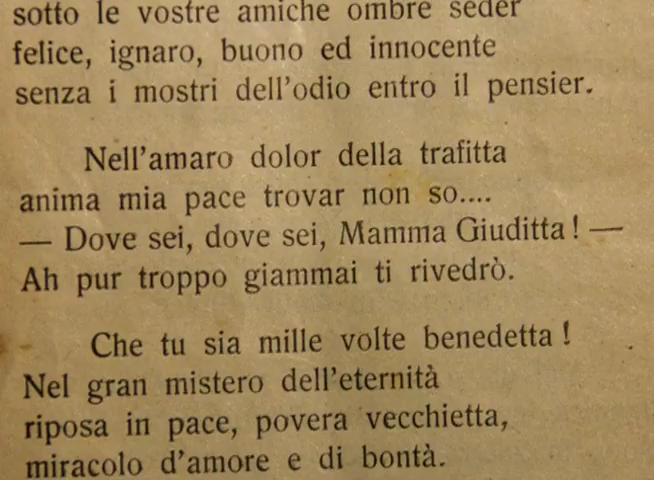 sotto le vostre amiche ombre seder
felice, ignaro, buono ed innocente
senza i mostri dell'odio entro il pensier.
Nell'amaro dolor della trafitta
anima mia pace trovar non so....
— Dove sei, dove sei, Mamma Giuditta! —
Ah pur troppo giammai ti rivedrò.
Che tu sia mille volte benedetta!
Nel gran mistero dell'eternità
riposa in pace, povera vecchietta,
miracolo d'amore e di bontà.